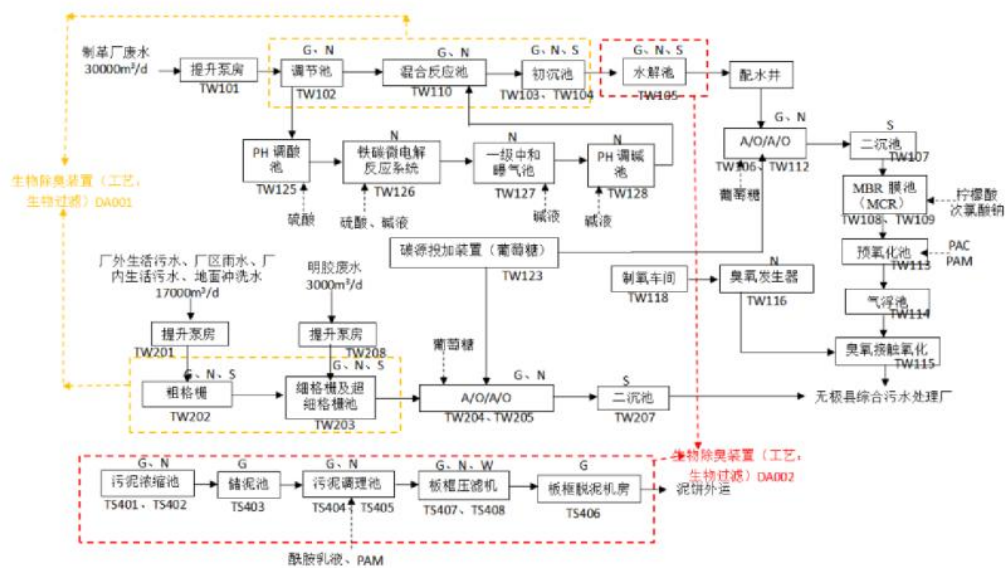 制革厂废水
30000m³/d
提升泵房
TW101
G、N
调节池
TW102
G、N
混合反应池
TW110
G、N、S
初沉池
TW103、TW104
G、N、S
水解池
TW105
配水井
G、N
A/O/A/O
TW106、TW112
葡萄糖
S
二沉池
TW107
PH 调酸
池
TW125
硫酸
N
铁碳微电解
反应系统
TW126
硫酸、碱液
N
一级中和
曝气池
TW127
碱液
N
PH 调碱
池
TW128
碱液
MBR 膜池
（MCR）
TW108、TW109
柠檬酸
次氯酸钠
生物除臭装置（工艺：
生物过滤）DA001
碳源投加装置（葡萄糖）
TW123
制氧车间
TW118
N
臭氧发生器
TW116
预氧化池
TW113
PAC
PAM
气浮池
TW114
臭氧接触氧化
TW115
无极县综合污水处理厂
厂外生活污水、厂区雨水、厂
内生活污水、地面冲洗水
17000m³/d
明胶废水
3000m³/d
提升泵房
TW201
提升泵房
TW208
G、N、S
粗格栅
TW202
G、N、S
细格栅及超
细格栅池
TW203
葡萄糖
G、N
A/O/A/O
TW204、TW205
S
二沉池
TW207
生物除臭装置（工艺：
生物过滤）DA002
G、N
污泥浓缩池
TS401、TS402
G
储泥池
TS403
G、N
污泥调理池
TS404、TS405
G、N、W
板框压滤机
TS407、TS408
G
板框脱泥机房
TS406
泥饼外运
酰胺乳液、PAM